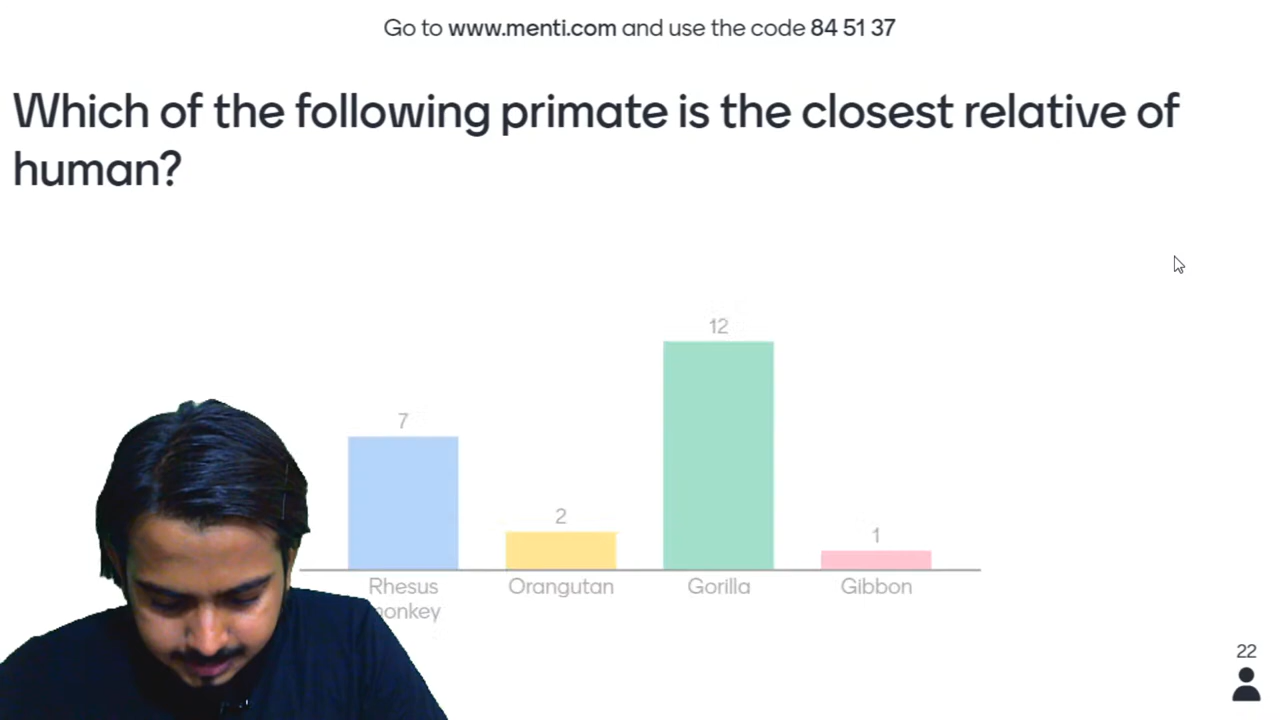 Go to www.menti.com and use the code 84 51 37
Which of the following primate is the closest relative of
human?
12
7
2
1
Rhesus
Orangutan
Gorilla
Gibbon
monkey
22